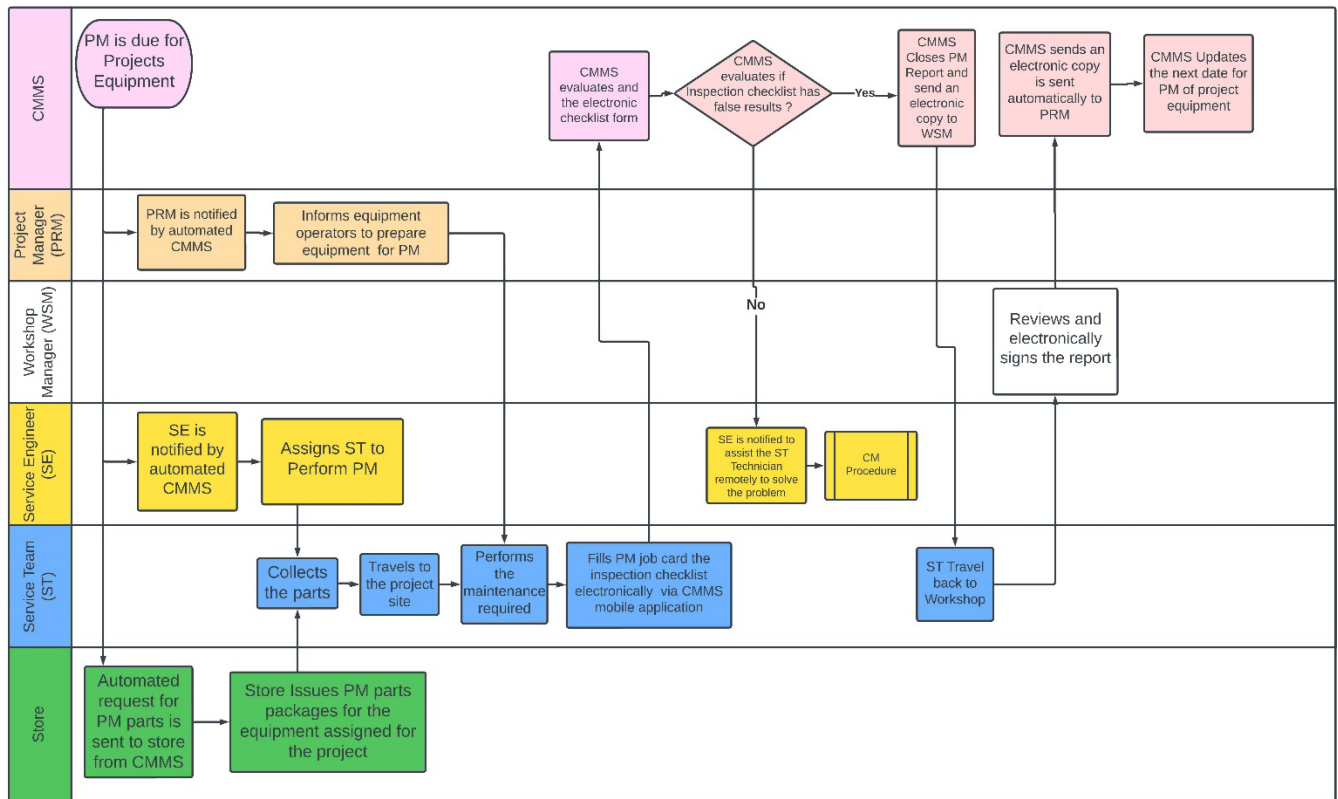 CMMS
PM is due for
Projects
Equipment
CMMS
evaluates and
the electronic
checklist form
CMMS
evaluates if
inspection checklist has
false results ?
Yes
CMMS
Closes PM
Report and
send an
electronic
copy to
WSM
CMMS sends an
electronic copy
is sent
automatically to
PRM
CMMS Updates
the next date for
PM of project
equipment
Project
Manager
(PRM)
PRM is notified
by automated
CMMS
Informs equipment
operators to prepare
equipment for PM
Workshop
Manager (WSM)
No
Reviews and
electronically
signs the report
Service Engineer
(SE)
SE is
notified by
automated
CMMS
Assigns ST to
Perform PM
SE is notified to
assist the ST
Technician
remotely to solve
the problem
CM
Procedure
Service Team
(ST)
Collects
the parts
Travels to
the project
site
Performs
the
maintenance
required
Fills PM job card the
inspection checklist
electronically via CMMS
mobile application
ST Travel
back to
Workshop
Store
Automated
request for
PM parts is
sent to store
from CMMS
Store Issues PM parts
packages for the
equipment assigned for
the project